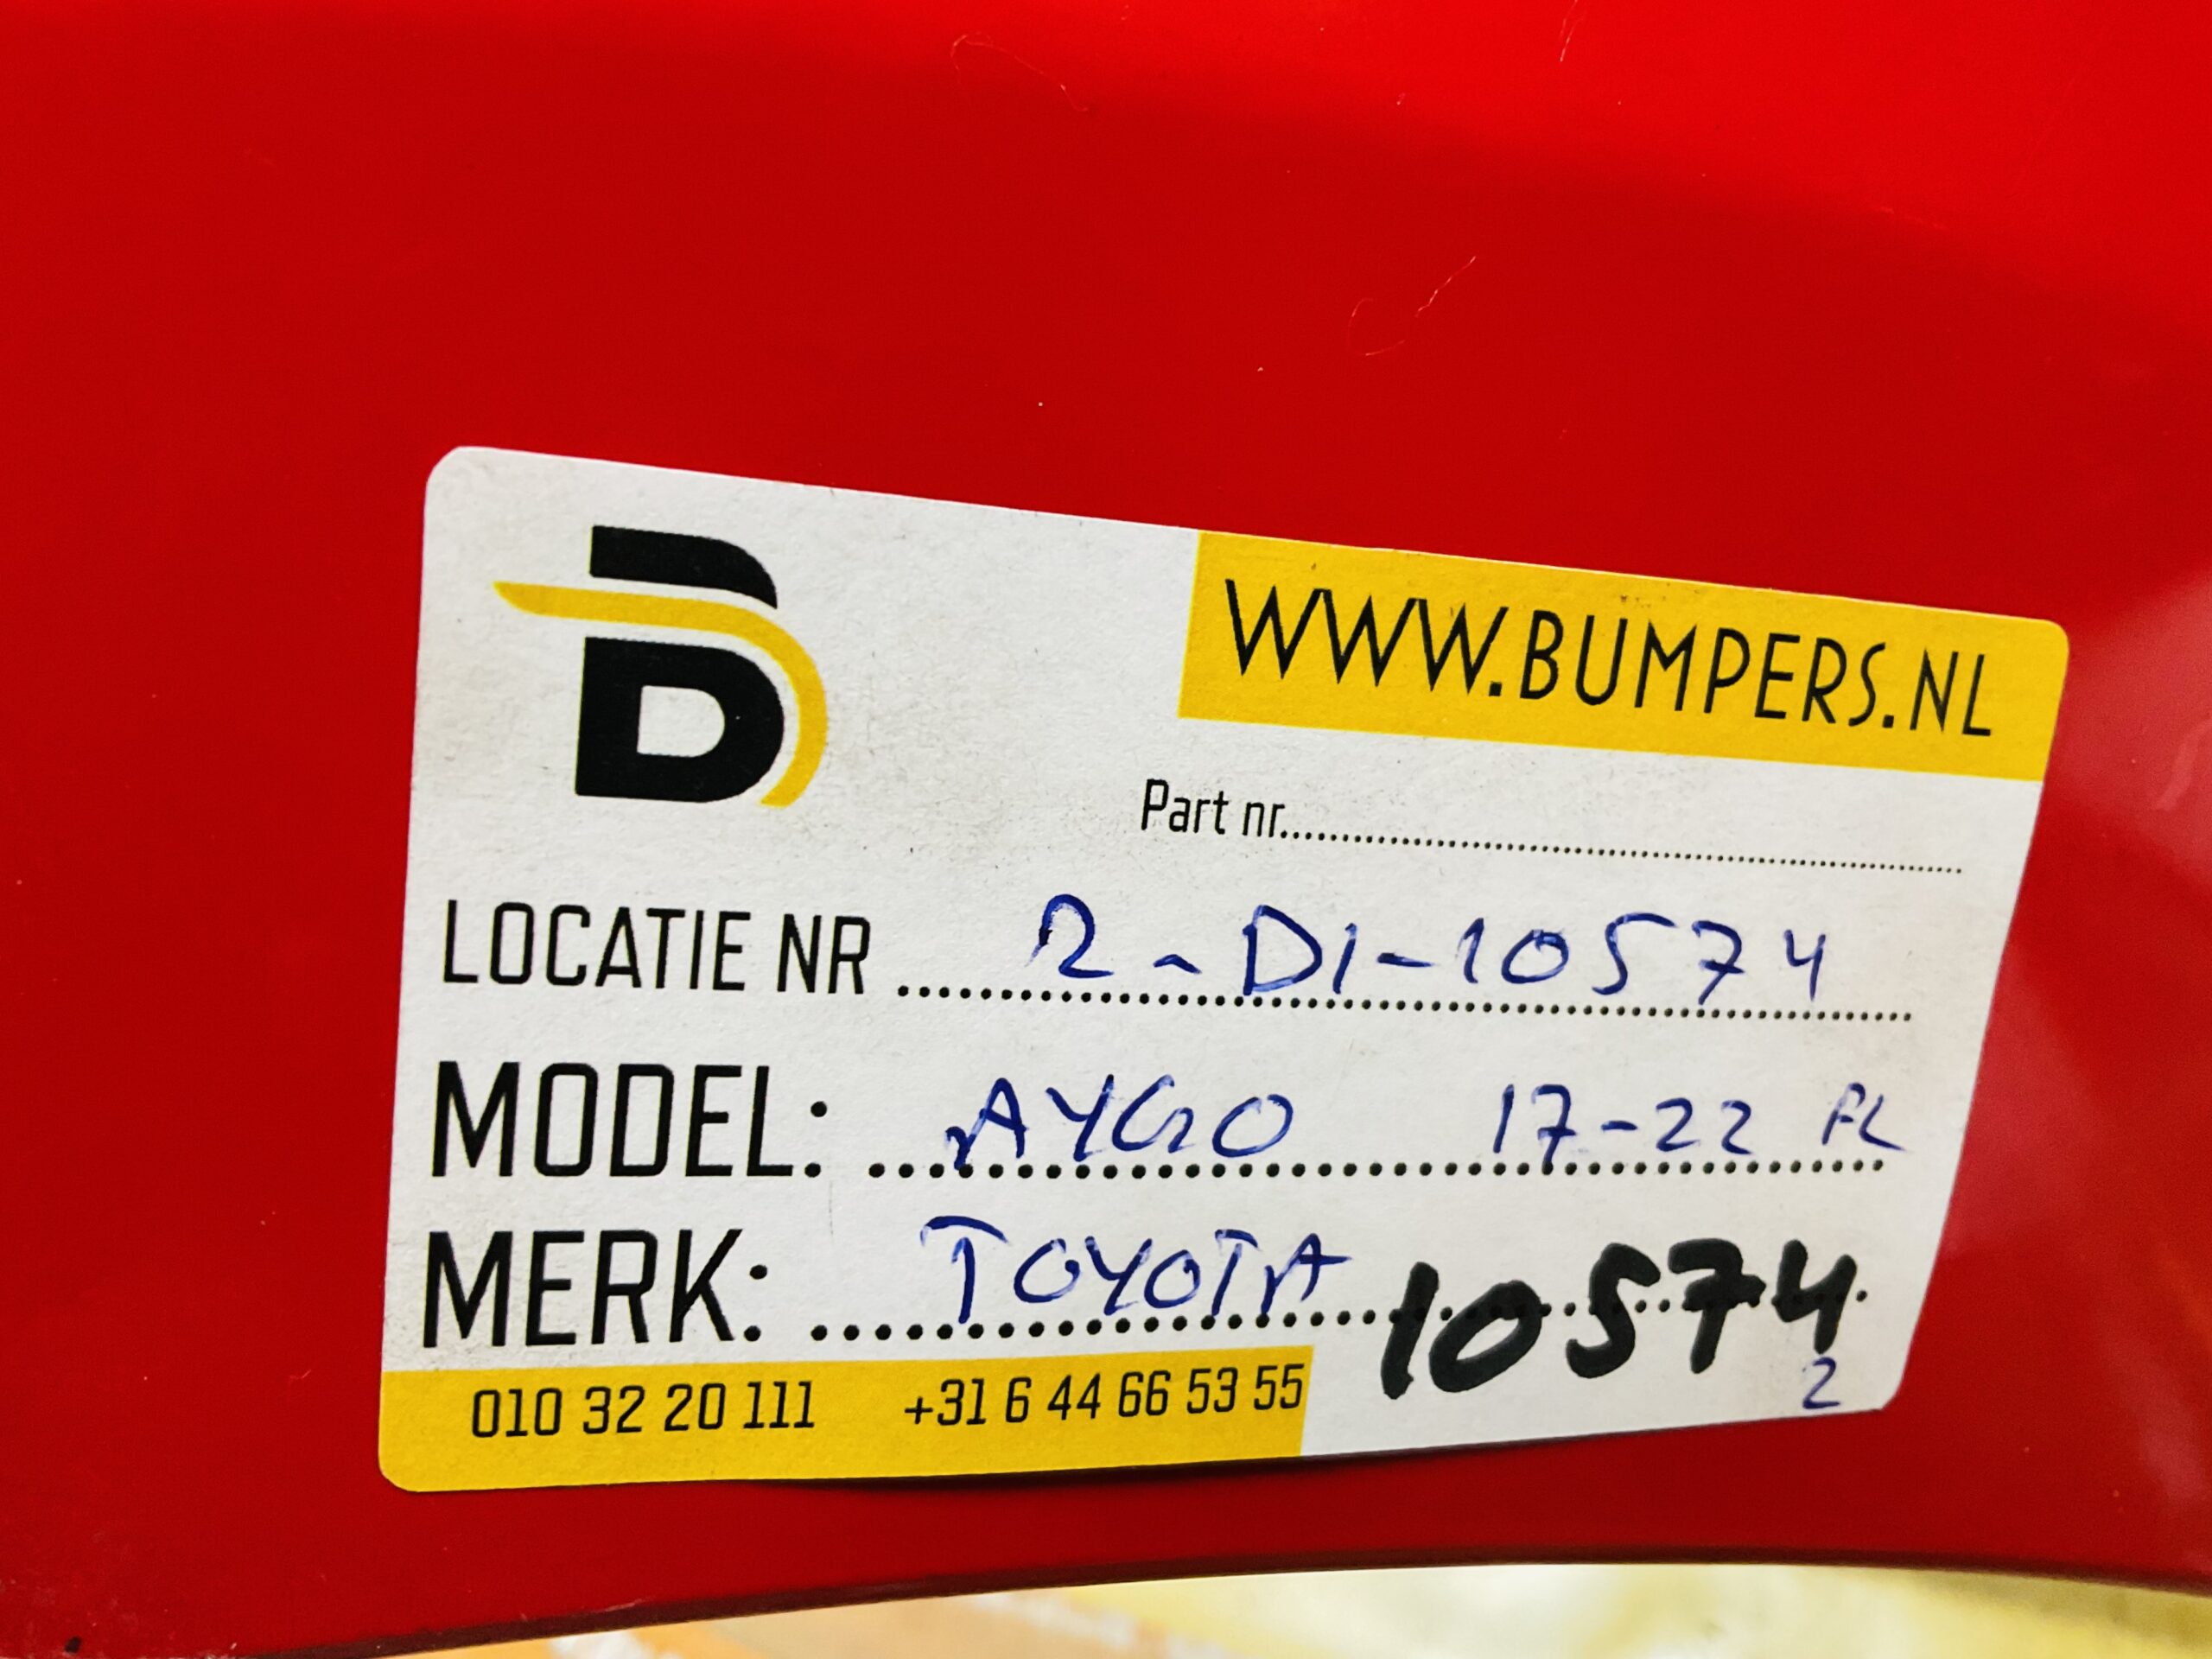 B
WWW.BUMPERS.NL
Part nr..........
LOCATIE NR .......... 2-D1-10574
MODEL: .......... AYGO 17-22 FL
MERK: .......... TOYOTA 10574
2
010 32 20 111 +31 6 44 66 53 55